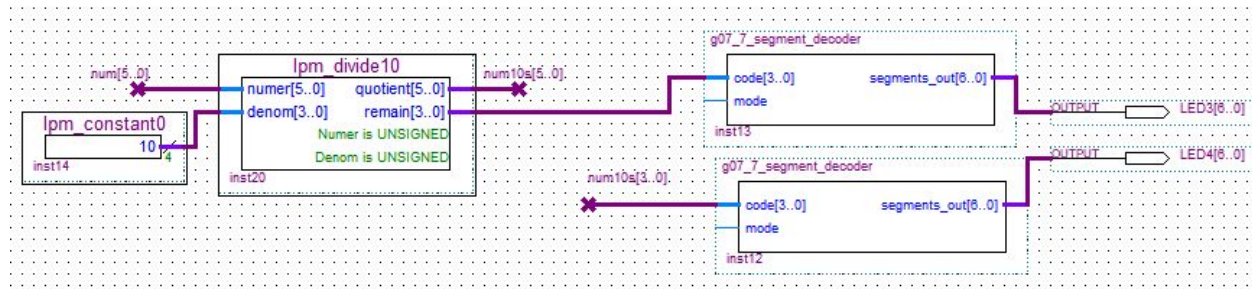 g07_7_segment_decoder
lpm_divide10
num[5..0]
num10s[5..0]
numer[5..0] quotient[5..0]
denom[3..0] remain[3..0]
Numer is UNSIGNED
Denom is UNSIGNED
inst20
lpm_constant0
10
4
inst14
code[3..0] segments_out[6..0]
mode
inst13
OUTPUT LED3[6..0]
g07_7_segment_decoder
num10s[3..0]
code[3..0] segments_out[6..0]
mode
inst12
OUTPUT LED4[6..0]